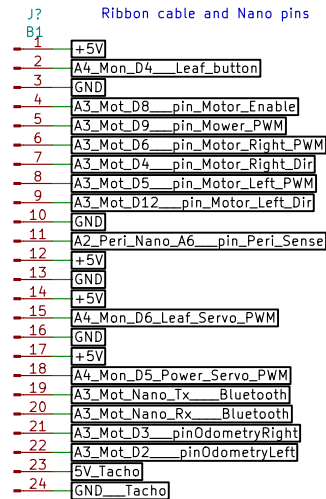 J? Ribbon cable and Nano pins
B1
1 +5V
2 A4_Mon_D4___Leaf_button
3 GND
4 A3_Mot_D8___pin_Motor_Enable
5 A3_Mot_D9___pin_Mower_PWM
6 A3_Mot_D6___pin_Motor_Right_PWM
7 A3_Mot_D4___pin_Motor_Right_Dir
8 A3_Mot_D5___pin_Motor_Left_PWM
9 A3_Mot_D12___pin_Motor_Left_Dir
10 GND
11 A2_Peri_Nano_A6___pin_Peri_Sense
12 +5V
13 GND
14 +5V
15 A4_Mon_D6_Leaf_Servo_PWM
16 GND
17 +5V
18 A4_Mon_D5_Power_Servo_PWM
19 A3_Mot_Nano_Tx____Bluetooth
20 A3_Mot_Nano_Rx____Bluetooth
21 A3_Mot_D3___pinOdometryRight
22 A3_Mot_D2____pinOdometryLeft
23 5V_Tacho
24 GND___Tacho